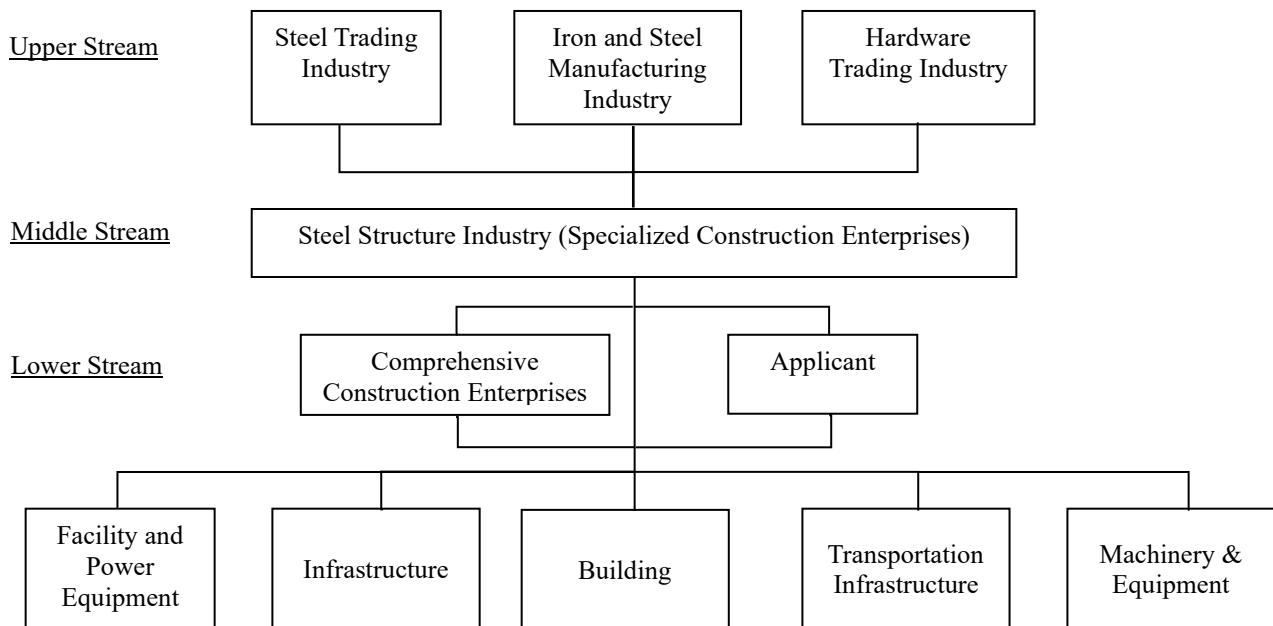 Upper Stream
Steel Trading
Industry
Iron and Steel
Manufacturing
Industry
Hardware
Trading Industry
Middle Stream
Steel Structure Industry (Specialized Construction Enterprises)
Lower Stream
Comprehensive
Construction Enterprises
Applicant
Facility and
Power
Equipment
Infrastructure
Building
Transportation
Infrastructure
Machinery &
Equipment